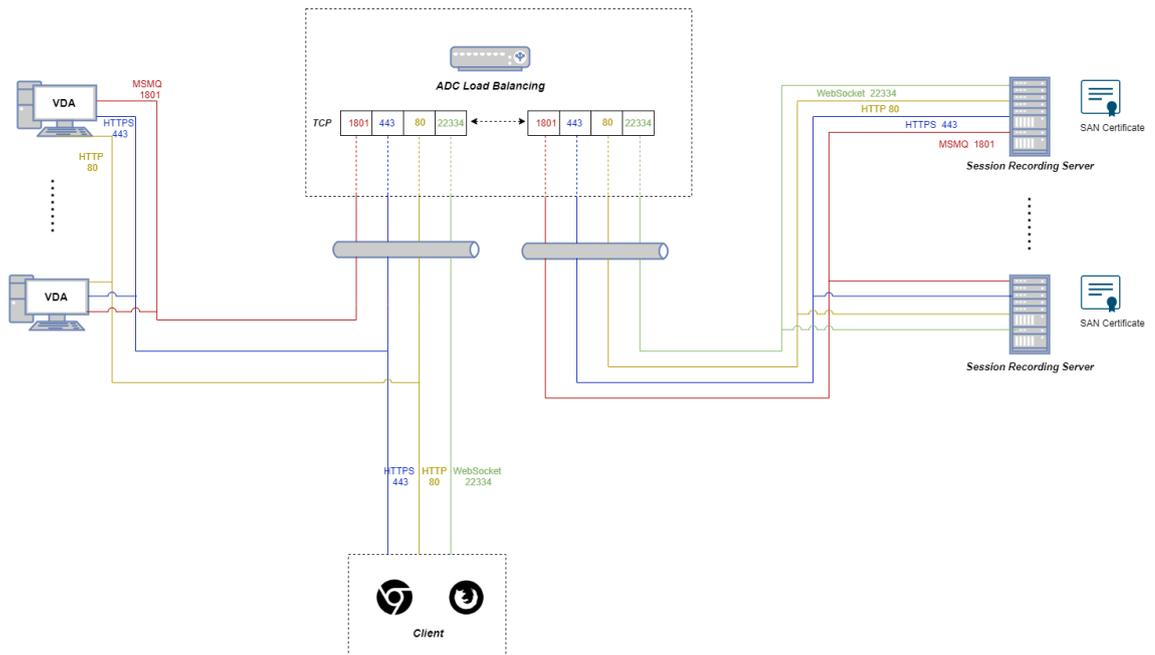 ADC Load Balancing
TCP 1801 443 80 22334 1801 443 80 22334
VDA
MSMQ
1801
HTTPS
443
HTTP
80
VDA
WebSocket 22334
HTTP 80
HTTPS 443
MSMQ 1801
Session Recording Server
SAN Certificate
Session Recording Server
SAN Certificate
HTTPS
443
HTTP
80
WebSocket
22334
Client